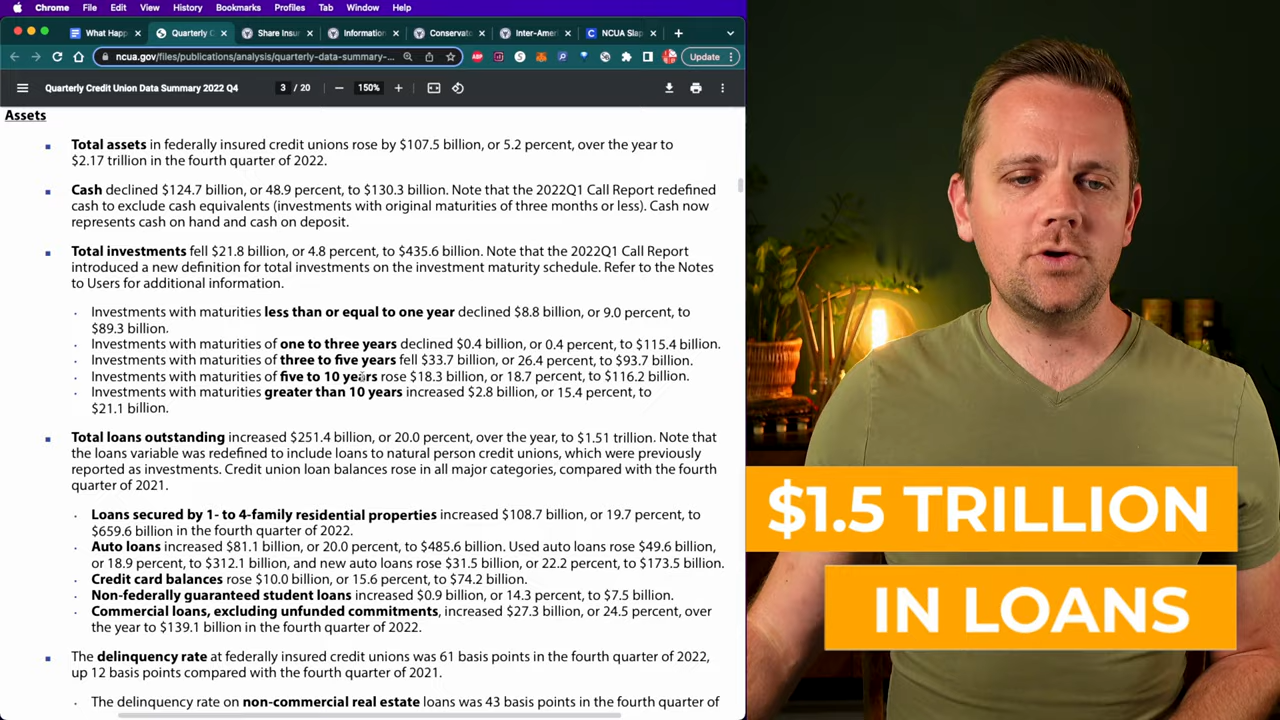 Chrome File Edit View History Bookmarks Profiles Tab Window Help
What Happ Quarterly C Share Insur Information Conservato Inter-Ameri NCUA Slap
ncua.gov/files/publications/analysis/quarterly-data-summary-... Update
Quarterly Credit Union Data Summary 2022 Q4 3 / 20 150%
Assets
Total assets in federally insured credit unions rose by $107.5 billion, or 5.2 percent, over the year to
$2.17 trillion in the fourth quarter of 2022.
Cash declined $124.7 billion, or 48.9 percent, to $130.3 billion. Note that the 2022Q1 Call Report redefined
cash to exclude cash equivalents (investments with original maturities of three months or less). Cash now
represents cash on hand and cash on deposit.
Total investments fell $21.8 billion, or 4.8 percent, to $435.6 billion. Note that the 2022Q1 Call Report
introduced a new definition for total investments on the investment maturity schedule. Refer to the Notes
to Users for additional information.
Investments with maturities less than or equal to one year declined $8.8 billion, or 9.0 percent, to
$89.3 billion.
Investments with maturities of one to three years declined $0.4 billion, or 0.4 percent, to $115.4 billion.
Investments with maturities of three to five years fell $33.7 billion, or 26.4 percent, to $93.7 billion.
Investments with maturities of five to 10 years rose $18.3 billion, or 18.7 percent, to $116.2 billion.
Investments with maturities of greater than 10 years increased $2.8 billion, or 15.4 percent, to
$21.1 billion.
Total loans outstanding increased $251.4 billion, or 20.0 percent, over the year, to $1.51 trillion. Note that
the loans variable was redefined to include loans to natural person credit unions, which were previously
reported as investments. Credit union loan balances rose in all major categories, compared with the fourth
quarter of 2021.
Loans secured by 1- to 4-family residential properties increased $108.7 billion, or 19.7 percent, to
$659.6 billion in the fourth quarter of 2022.
Auto loans increased $81.1 billion, or 20.0 percent, to $485.6 billion. Used auto loans rose $49.6 billion,
or 18.9 percent, to $312.1 billion, and new auto loans rose $31.5 billion, or 22.2 percent, to $173.5 billion.
Credit card balances rose $10.0 billion, or 15.6 percent, to $74.2 billion.
Non-federally guaranteed student loans increased $0.9 billion, or 14.3 percent, to $7.5 billion.
Commercial loans, excluding unfunded commitments, increased $27.3 billion, or 24.5 percent, over
the year to $139.1 billion in the fourth quarter of 2022.
The delinquency rate at federally insured credit unions was 61 basis points in the fourth quarter of 2022,
up 12 basis points compared with the fourth quarter of 2021.
The delinquency rate on non-commercial real estate loans was 43 basis points in the fourth quarter of
$1.5 TRILLION
IN LOANS